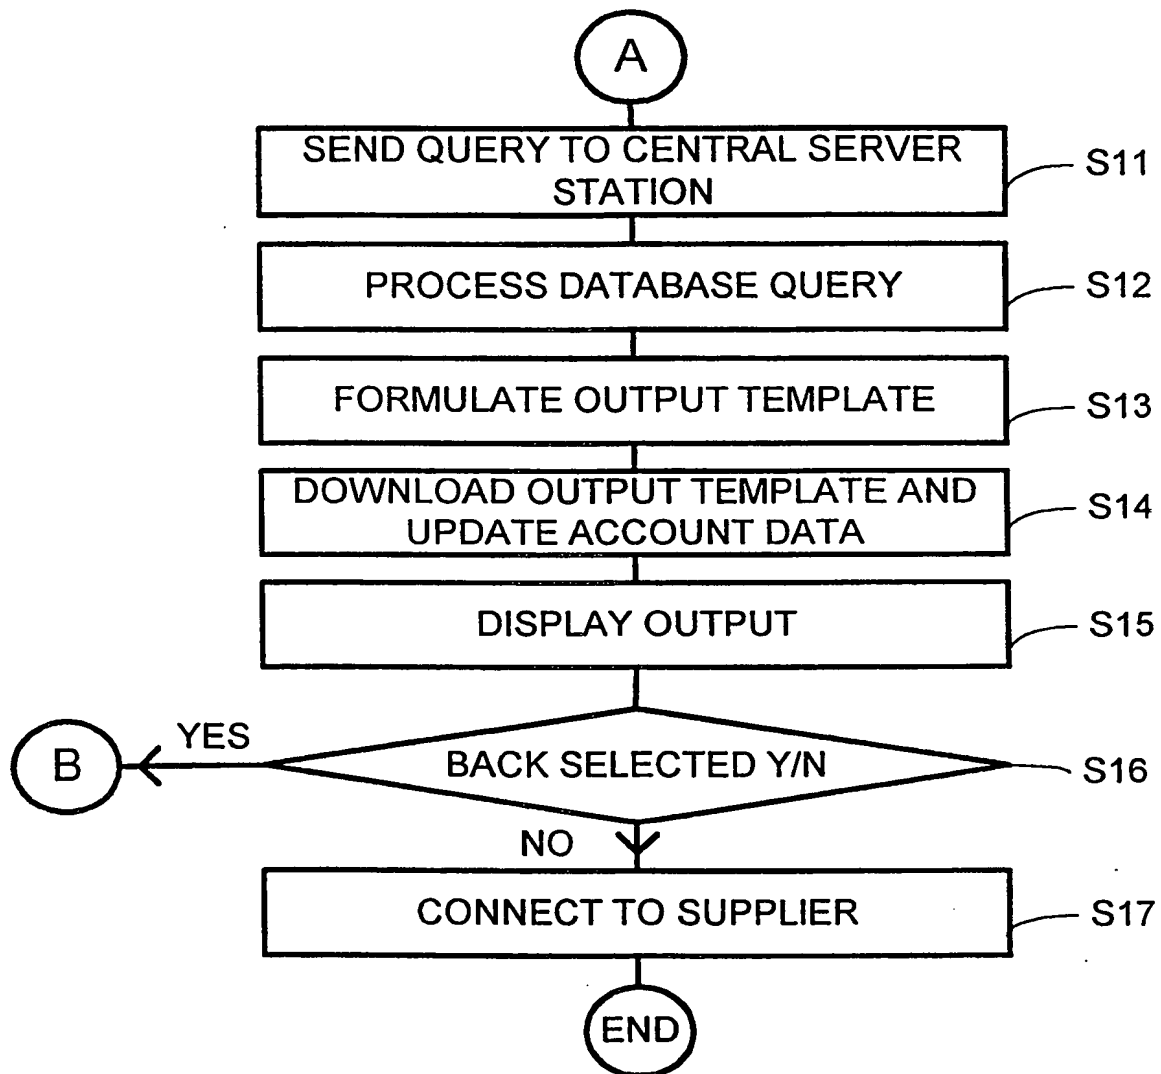 A
SEND QUERY TO CENTRAL SERVER
STATION
S11
PROCESS DATABASE QUERY
S12
FORMULATE OUTPUT TEMPLATE
S13
DOWNLOAD OUTPUT TEMPLATE AND
UPDATE ACCOUNT DATA
S14
DISPLAY OUTPUT
S15
B
YES
BACK SELECTED Y/N
S16
NO
CONNECT TO SUPPLIER
S17
END